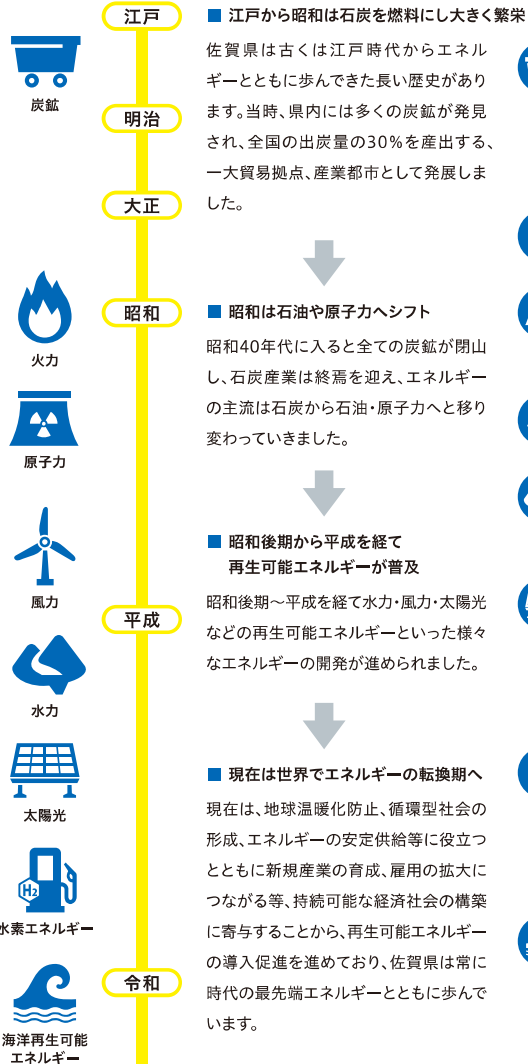 江戸
■ 江戸から昭和は石炭を燃料にし大きく繁栄
佐賀県は古くは江戸時代からエネル
ギーとともに歩んできた長い歴史があり
ます。当時、県内には多くの炭鉱が発見
され、全国の出炭量の30%を産出する、
一大貿易拠点、産業都市として発展しま
した。
炭鉱
明治
大正
昭和
■ 昭和は石油や原子力へシフト
昭和40年代に入ると全ての炭鉱が閉山
し、石炭産業は終焉を迎え、エネルギー
の主流は石炭から石油・原子力へと移り
変わっていきました。
火力
原子力
■ 昭和後期から平成を経て
再生可能エネルギーが普及
昭和後期～平成を経て水力・風力・太陽光
などの再生可能エネルギーといった様々
なエネルギーの開発が進められました。
風力
平成
水力
■ 現在は世界でエネルギーの転換期へ
現在は、地球温暖化防止、循環型社会の
形成、エネルギーの安定供給等に役立つ
とともに新規産業の育成、雇用の拡大に
つながる等、持続可能な経済社会の構築
に寄与することから、再生可能エネルギー
の導入促進を進めており、佐賀県は常に
時代の最先端エネルギーとともに歩んで
います。
太陽光
H2
水素エネルギー
令和
海洋再生可能
エネルギー